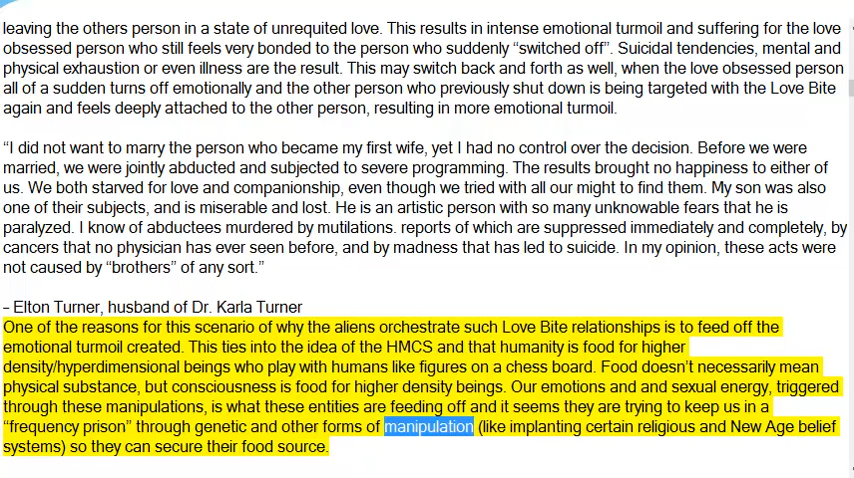 leaving the others person in a state of unrequited love. This results in intense emotional turmoil and suffering for the love
obsessed person who still feels very bonded to the person who suddenly “switched off”. Suicidal tendencies, mental and
physical exhaustion or even illness are the result. This may switch back and forth as well, when the love obsessed person
all of a sudden turns off emotionally and the other person who previously shut down is being targeted with the Love Bite
again and feels deeply attached to the other person, resulting in more emotional turmoil.
“I did not want to marry the person who became my first wife, yet I had no control over the decision. Before we were
married, we were jointly abducted and subjected to severe programming. The results brought no happiness to either of
us. We both starved for love and companionship, even though we tried with all our might to find them. My son was also
one of their subjects, and is miserable and lost. He is an artistic person with so many unknowable fears that he is
paralyzed. I know of abductees murdered by mutilations. reports of which are suppressed immediately and completely, by
cancers that no physician has ever seen before, and by madness that has led to suicide. In my opinion, these acts were
not caused by “brothers” of any sort.”
– Elton Turner, husband of Dr. Karla Turner
One of the reasons for this scenario of why the aliens orchestrate such Love Bite relationships is to feed off the
emotional turmoil created. This ties into the idea of the HMCS and that humanity is food for higher
density/hyperdimensional beings who play with humans like figures on a chess board. Food doesn’t necessarily mean
physical substance, but consciousness is food for higher density beings. Our emotions and and sexual energy, triggered
through these manipulations, is what these entities are feeding off and it seems they are trying to keep us in a
“frequency prison” through genetic and other forms of manipulation (like implanting certain religious and New Age belief
systems) so they can secure their food source.